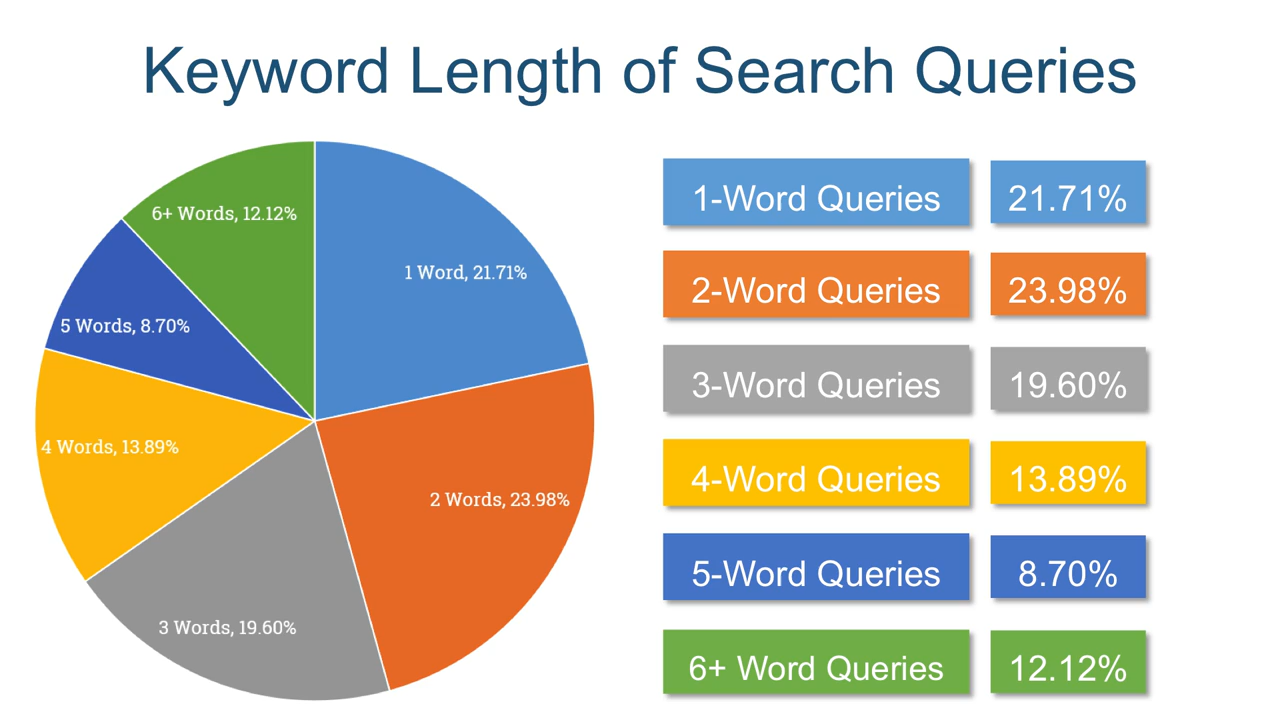 Keyword Length of Search Queries
6+ Words, 12.12%
1 Word, 21.71%
5 Words, 8.70%
4 Words, 13.89%
2 Words, 23.98%
3 Words, 19.60%
1-Word Queries 21.71%
2-Word Queries 23.98%
3-Word Queries 19.60%
4-Word Queries 13.89%
5-Word Queries 8.70%
6+ Word Queries 12.12%